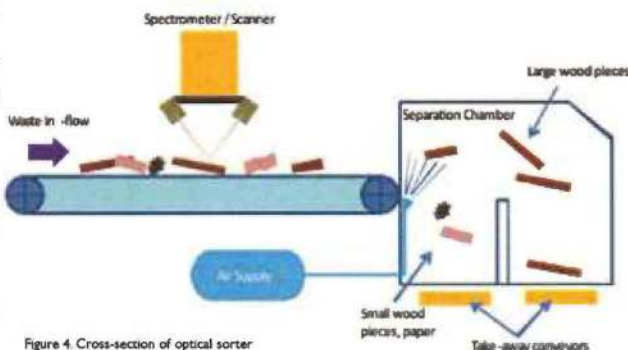 Spectrometer / Scanner
Large wood pieces
Waste in -flow
Separation Chamber
Air Supply
Small wood
pieces, paper
Take -away conveyors
Figure 4. Cross-section of optical sorter